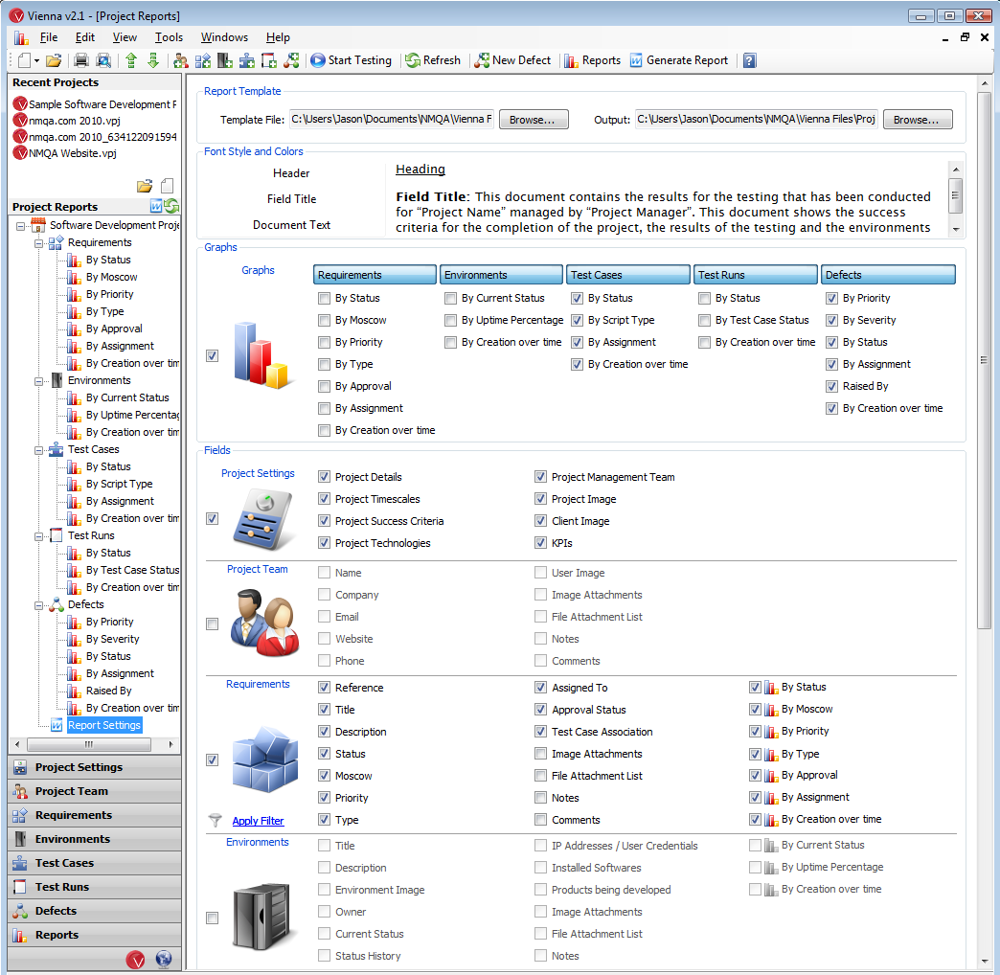 Vienna v2.1 - [Project Reports]
File Edit View Tools Windows Help
Start Testing Refresh New Defect Reports Generate Report ?
Recent Projects
Sample Software Development F
nmqa.com 2010.vpj
nmqa.com 2010_634122091594
NMQA Website.vpj
Project Reports
Software Development Proje
Requirements
By Status
By Moscow
By Priority
By Type
By Approval
By Assignment
By Creation over tim
Environments
By Current Status
By Uptime Percentag
By Creation over tim
Test Cases
By Status
By Script Type
By Assignment
By Creation over tim
Test Runs
By Status
By Test Case Status
By Creation over tim
Defects
By Priority
By Severity
By Status
By Assignment
Raised By
By Creation over tim
Report Settings
Project Settings
Project Team
Requirements
Environments
Test Cases
Test Runs
Defects
Reports
Report Template
Template File: C:\Users\Jason\Documents\NMQA\Vienna F Browse... Output: C:\Users\Jason\Documents\NMQA\Vienna Files\Proj Browse...
Font Style and Colors
Header
Field Title
Document Text
Heading
Field Title: This document contains the results for the testing that has been conducted
for “Project Name” managed by “Project Manager”. This document shows the success
criteria for the completion of the project, the results of the testing and the environments
Graphs
Graphs
Requirements Environments Test Cases Test Runs Defects
By Status By Current Status By Status By Status By Priority
By Moscow By Uptime Percentage By Script Type By Test Case Status By Severity
By Priority By Creation over time By Assignment By Creation over time By Status
By Type By Creation over time By Assignment
By Approval Raised By
By Assignment By Creation over time
By Creation over time
Fields
Project Settings
Project Details Project Management Team
Project Timescales Project Image
Project Success Criteria Client Image
Project Technologies KPIs
Project Team
Name User Image
Company Image Attachments
Email File Attachment List
Website Notes
Phone Comments
Requirements
Reference Assigned To By Status
Title Approval Status By Moscow
Description Test Case Association By Priority
Status Image Attachments By Type
Moscow File Attachment List By Approval
Priority Notes By Assignment
Apply Filter Type Comments By Creation over time
Environments
Title IP Addresses / User Credentials By Current Status
Description Installed Softwares By Uptime Percentage
Environment Image Products being developed By Creation over time
Owner Image Attachments
Current Status File Attachment List
Status History Notes